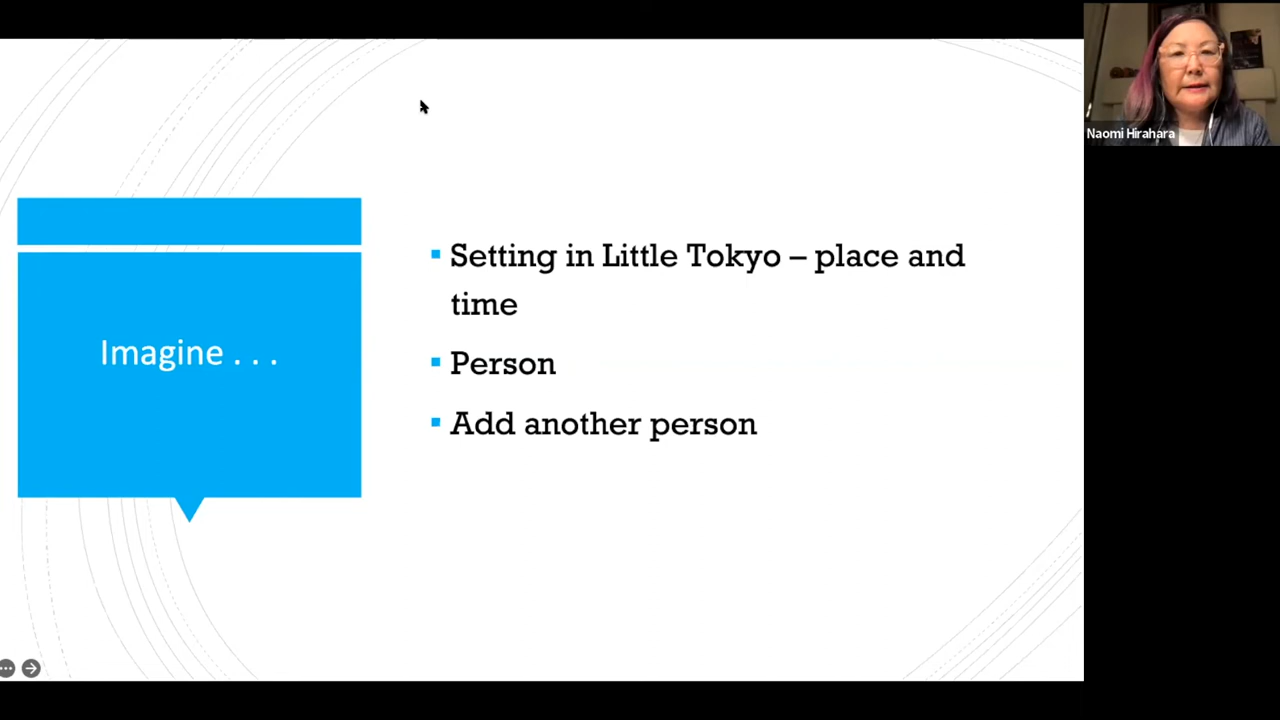 Naomi Hirahara
Imagine . . .
Setting in Little Tokyo – place and
time
Person
Add another person